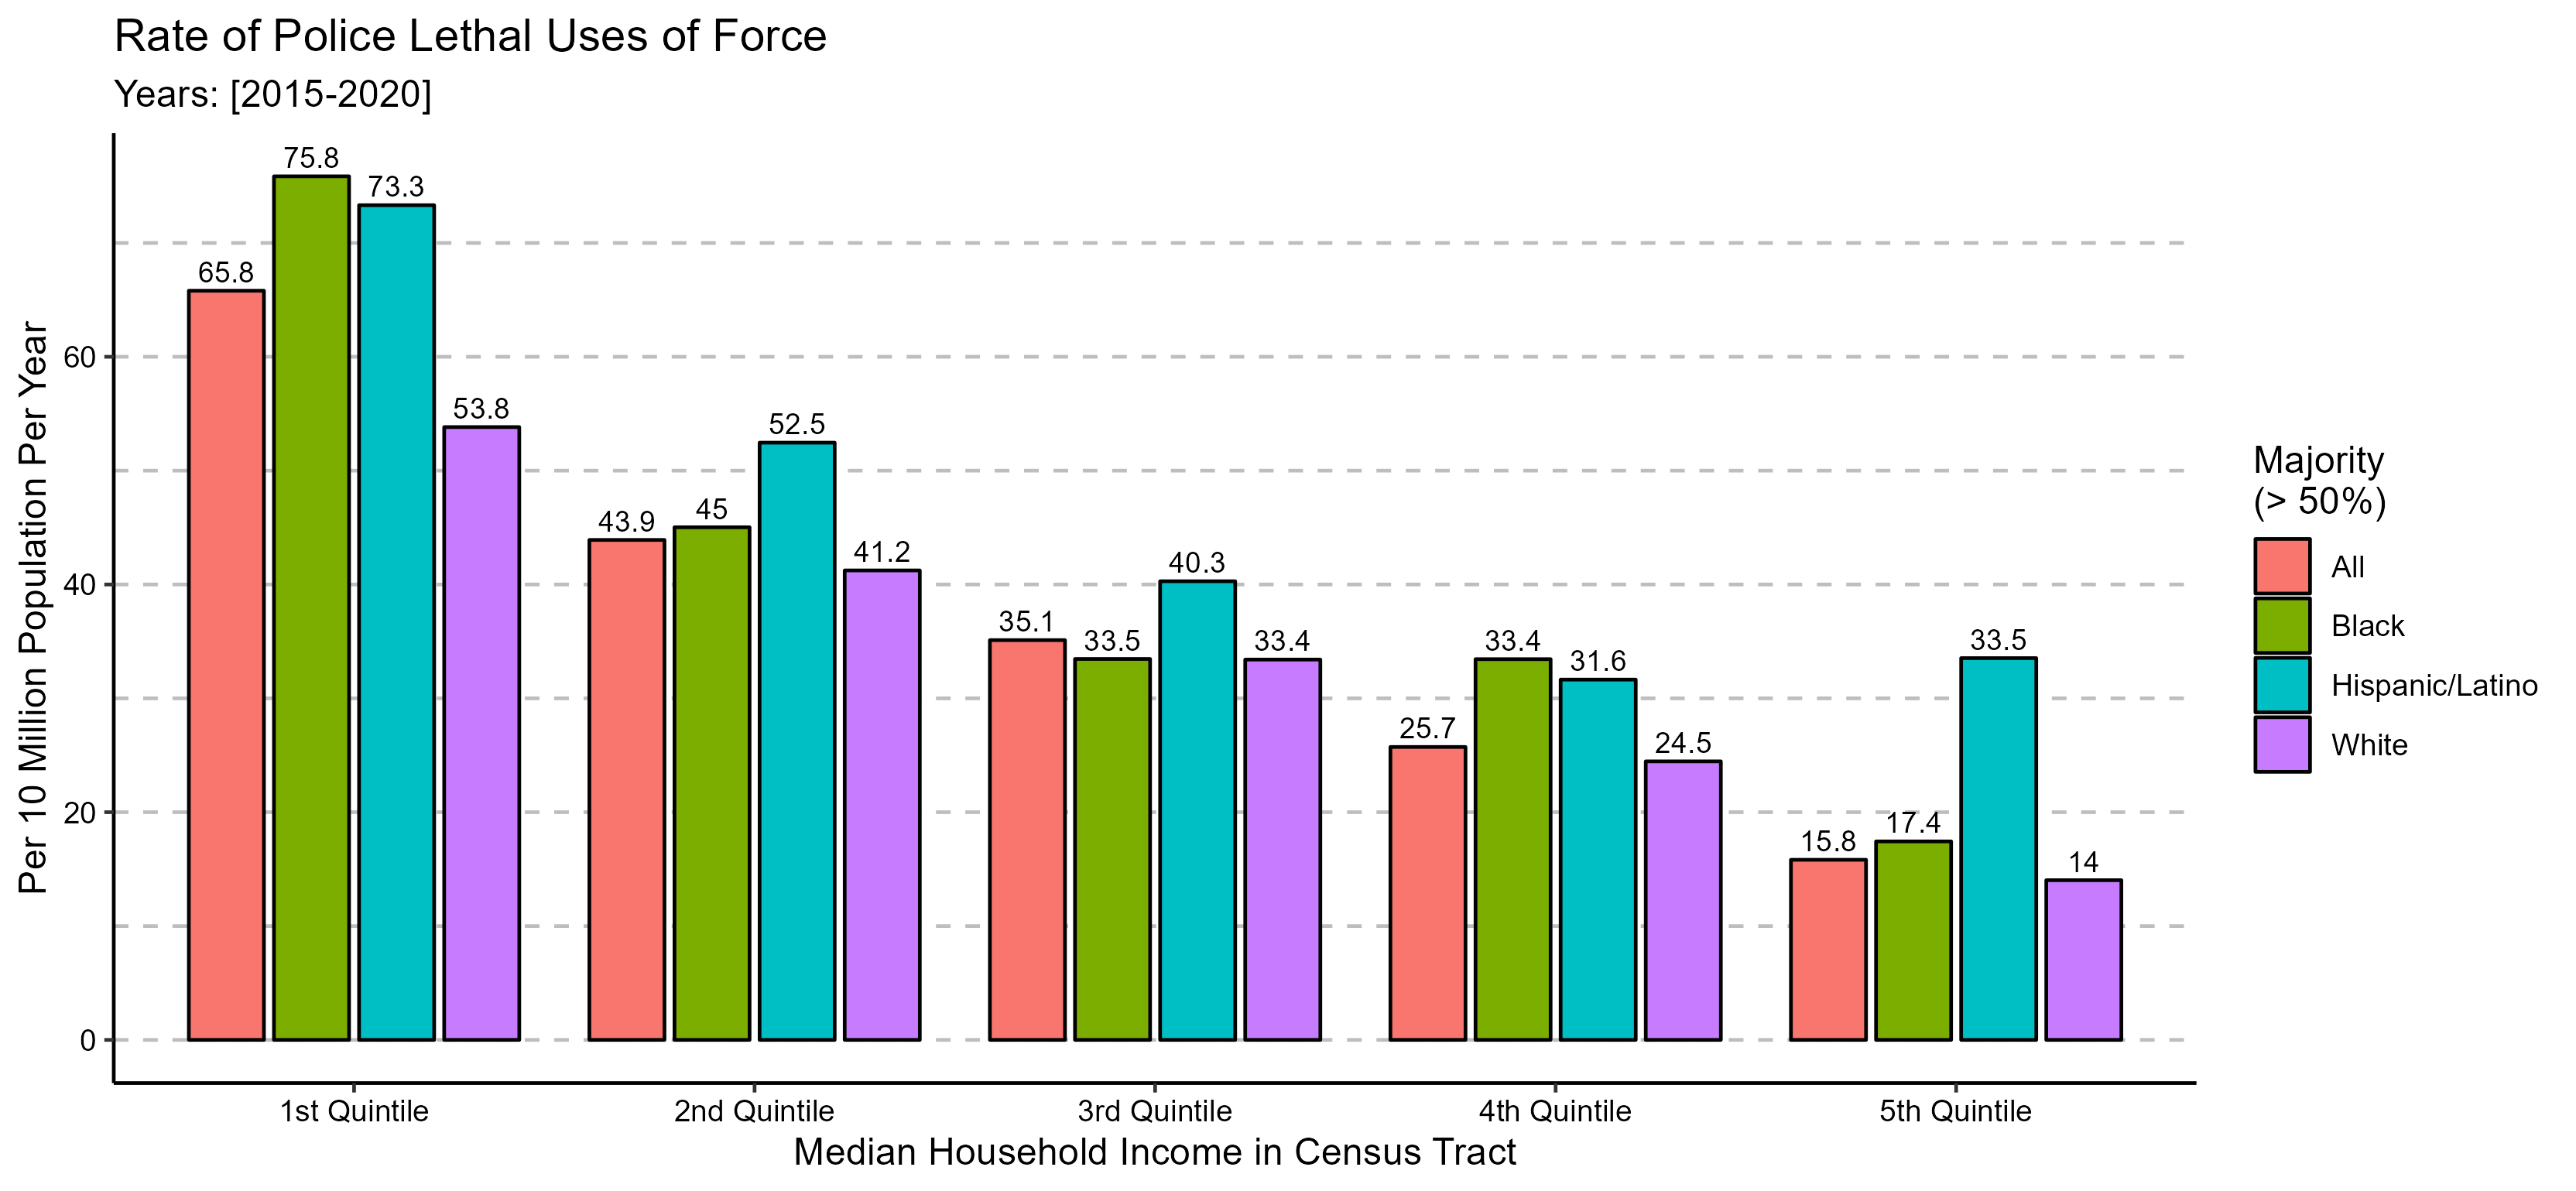 Rate of Police Lethal Uses of Force
Years: [2015-2020]
Per 10 Million Population Per Year
60
40
20
0
65.8
75.8
73.3
53.8
43.9
45
52.5
41.2
35.1
33.5
40.3
33.4
25.7
33.4
31.6
24.5
15.8
17.4
33.5
14
1st Quintile
2nd Quintile
3rd Quintile
4th Quintile
5th Quintile
Median Household Income in Census Tract
Majority
(> 50%)
All
Black
Hispanic/Latino
White